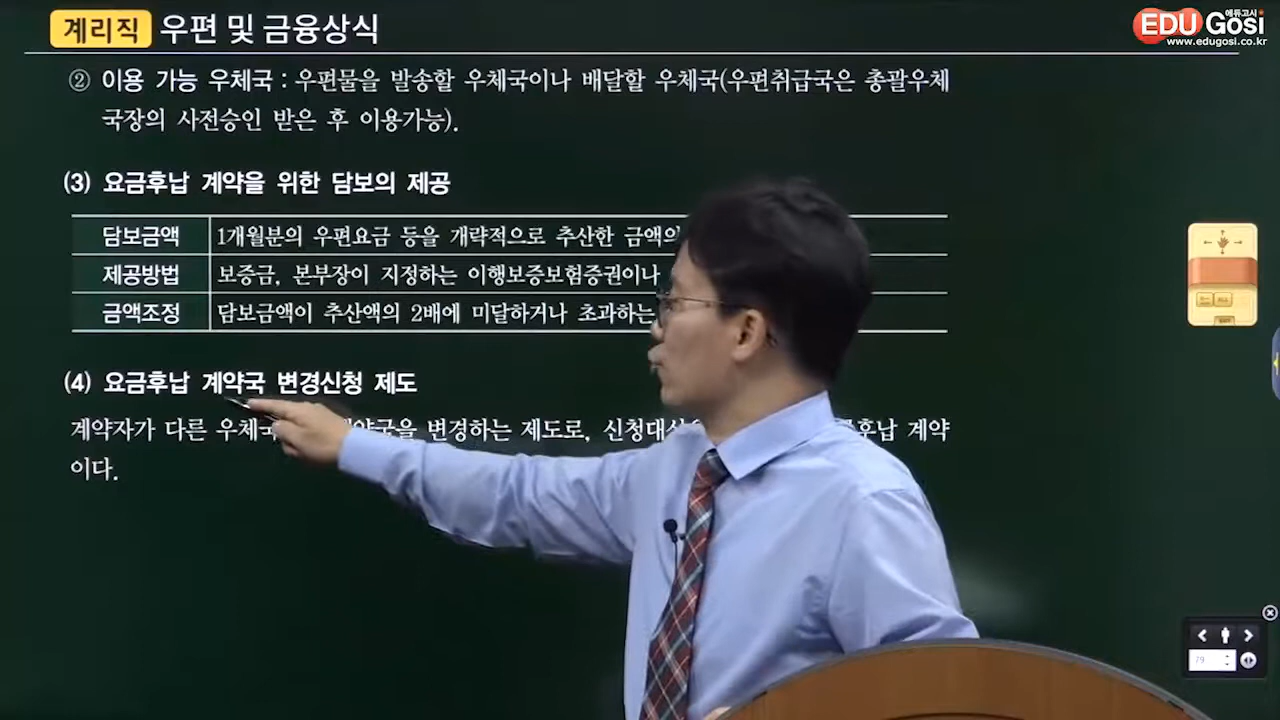 계리직 우편 및 금융상식
에듀고시
EDU Gosi
www.edugosi.co.kr
② 이용 가능 우체국 : 우편물을 발송할 우체국이나 배달할 우체국(우편취급국은 총괄우체
국장의 사전승인 받은 후 이용가능).
(3) 요금후납 계약을 위한 담보의 제공
담보금액 1개월분의 우편요금 등을 개략적으로 추산한 금액의
제공방법 보증금, 본부장이 지정하는 이행보증보험증권이나
금액조정 담보금액이 추산액의 2배에 미달하거나 초과하는
(4) 요금후납 계약국 변경신청 제도
계약자가 다른 우체국 변경하는 제도로, 계약
이다.
79